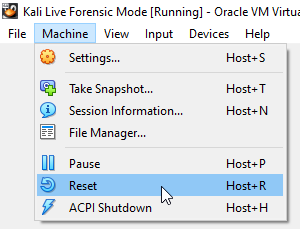 Kali Live Forensic Mode [Running] - Oracle VM Virtua
File Machine View Input Devices Help
Settings... Host+S
Take Snapshot... Host+T
Session Information... Host+N
File Manager...
Pause Host+P
Reset Host+R
ACPI Shutdown Host+H